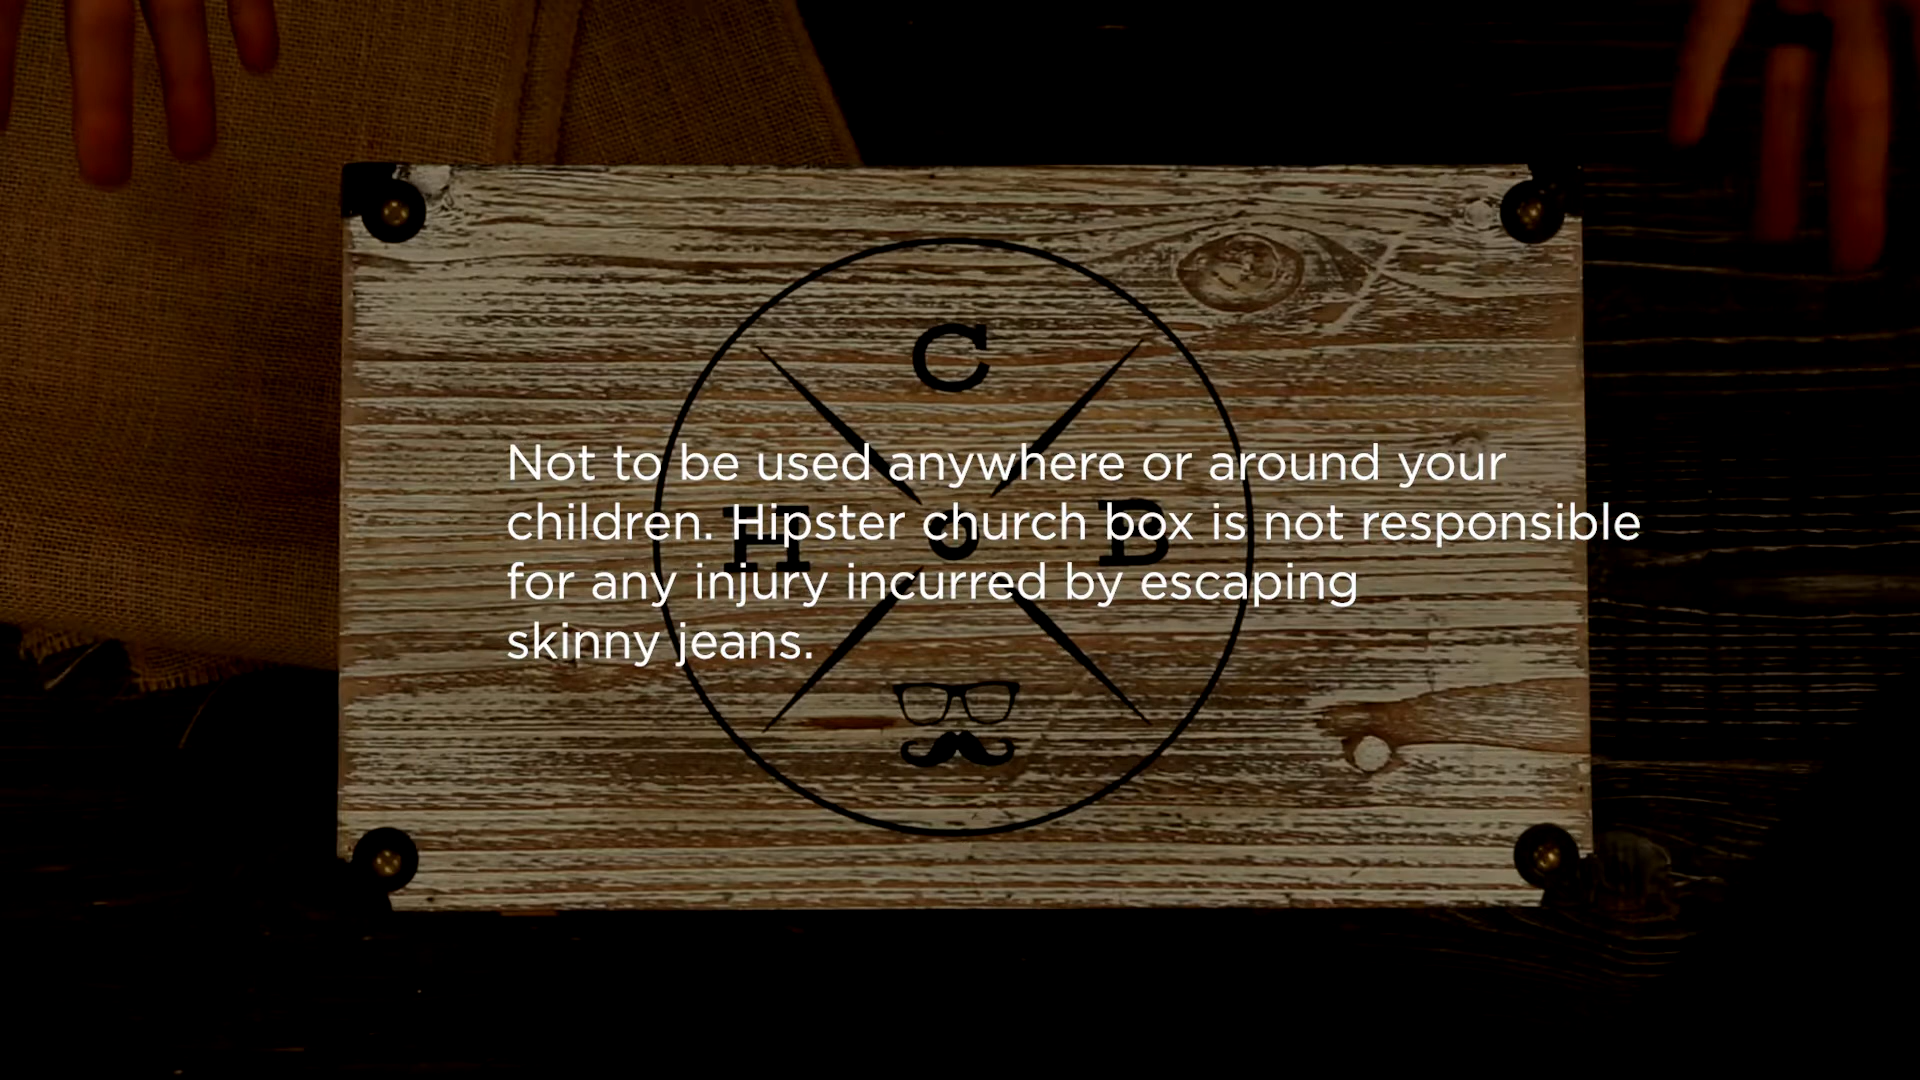 C
Not to be used anywhere or around your
children. Hipster church box is not responsible
for any injury incurred by escaping
skinny jeans.
H B